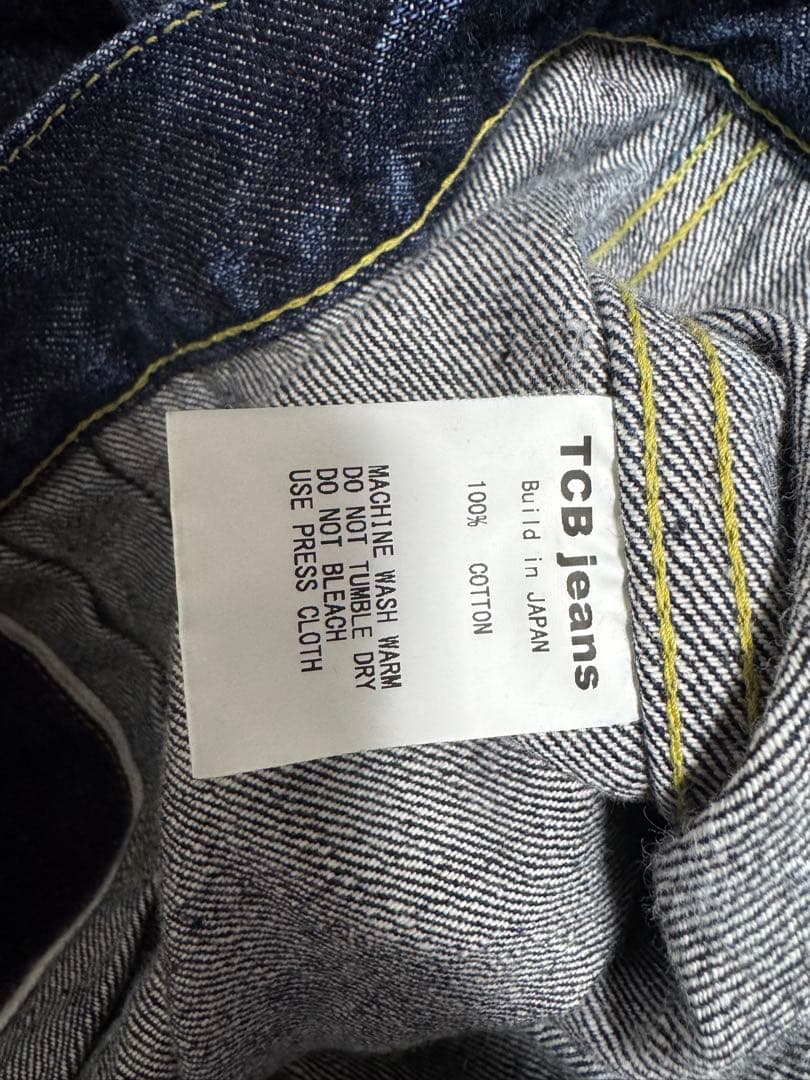 TCB jeans
Build in JAPAN
100% COTTON
MACHINE WASH WARM
DO NOT TUMBLE DRY
DO NOT BLEACH
USE PRESS CLOTH